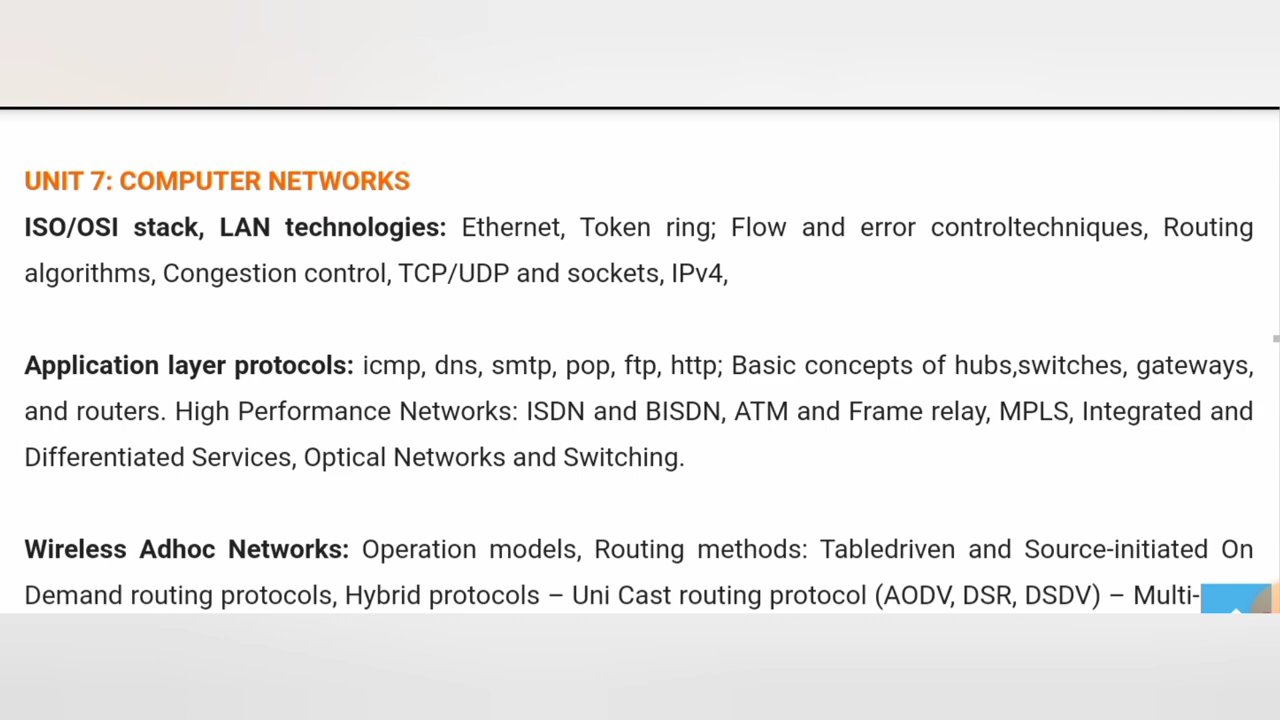 UNIT 7: COMPUTER NETWORKS
ISO/OSI stack, LAN technologies: Ethernet, Token ring; Flow and error controltechniques, Routing
algorithms, Congestion control, TCP/UDP and sockets, IPv4,
Application layer protocols: icmp, dns, smtp, pop, ftp, http; Basic concepts of hubs,switches, gateways,
and routers. High Performance Networks: ISDN and BISDN, ATM and Frame relay, MPLS, Integrated and
Differentiated Services, Optical Networks and Switching.
Wireless Adhoc Networks: Operation models, Routing methods: Tabledriven and Source-initiated On
Demand routing protocols, Hybrid protocols – Uni Cast routing protocol (AODV, DSR, DSDV) – Multi-